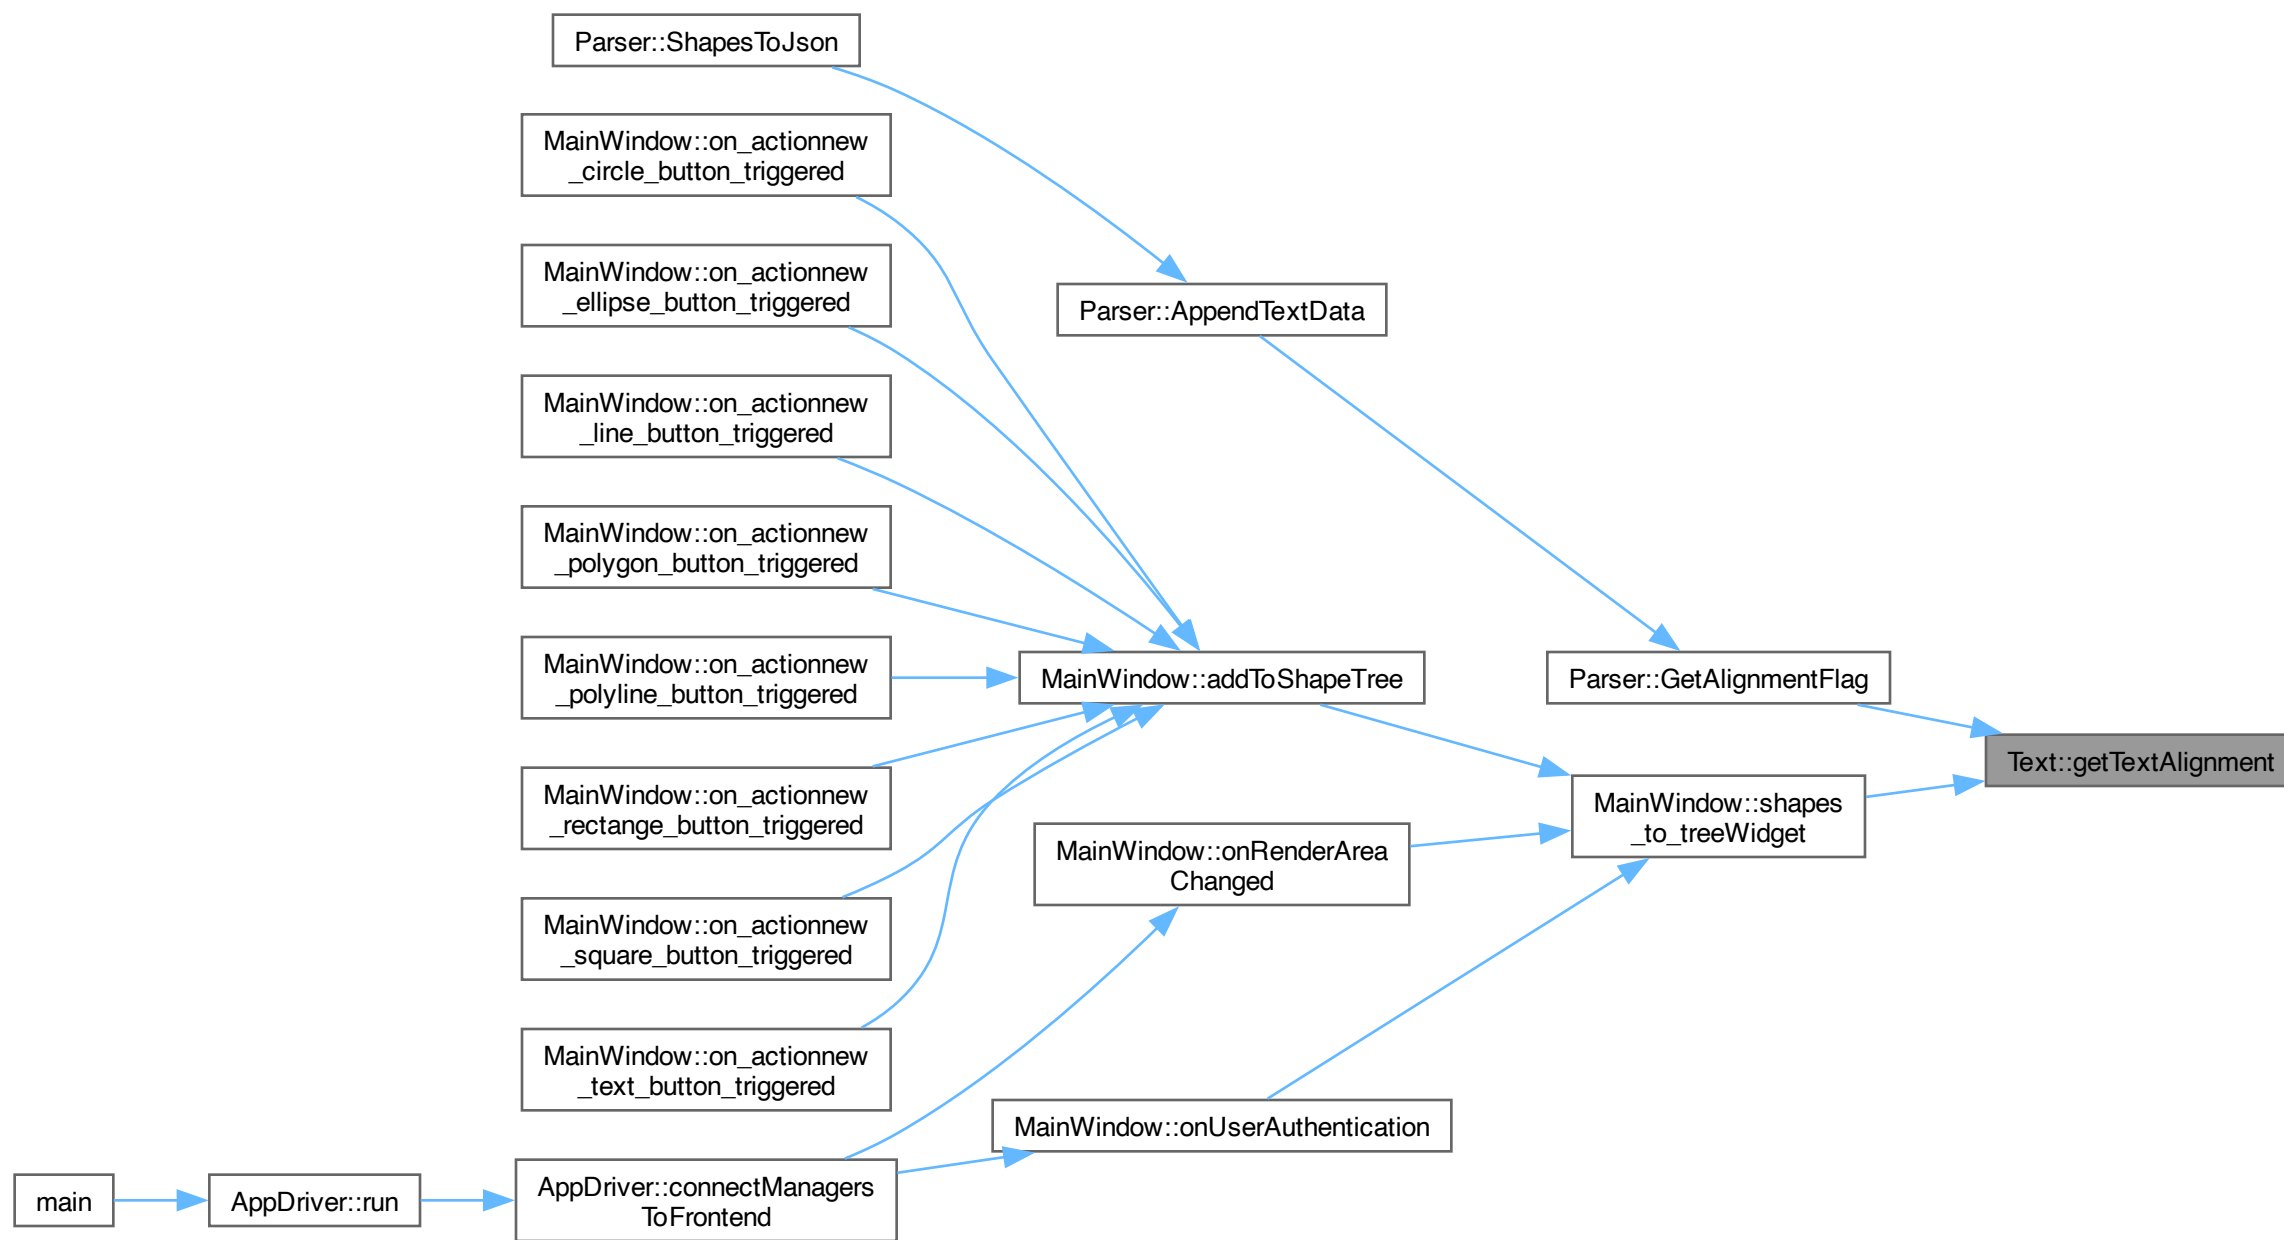 Parser::ShapesToJson
MainWindow::on_actionnew
_circle_button_triggered
MainWindow::on_actionnew
_ellipse_button_triggered
MainWindow::on_actionnew
_line_button_triggered
MainWindow::on_actionnew
_polygon_button_triggered
MainWindow::on_actionnew
_polyline_button_triggered
MainWindow::on_actionnew
_rectange_button_triggered
MainWindow::on_actionnew
_square_button_triggered
MainWindow::on_actionnew
_text_button_triggered
main
AppDriver::run
AppDriver::connectManagers
ToFrontend
Parser::AppendTextData
MainWindow::addToShapeTree
MainWindow::onRenderArea
Changed
MainWindow::onUserAuthentication
Parser::GetAlignmentFlag
MainWindow::shapes
_to_treeWidget
Text::getTextAlignment